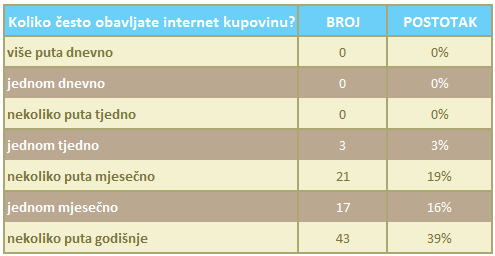 Koliko često obavljate internet kupovinu? BROJ POSTOTAK
više puta dnevno 0 0%
jednom dnevno 0 0%
nekoliko puta tjedno 0 0%
jednom tjedno 3 3%
nekoliko puta mjesečno 21 19%
jednom mjesečno 17 16%
nekoliko puta godišnje 43 39%